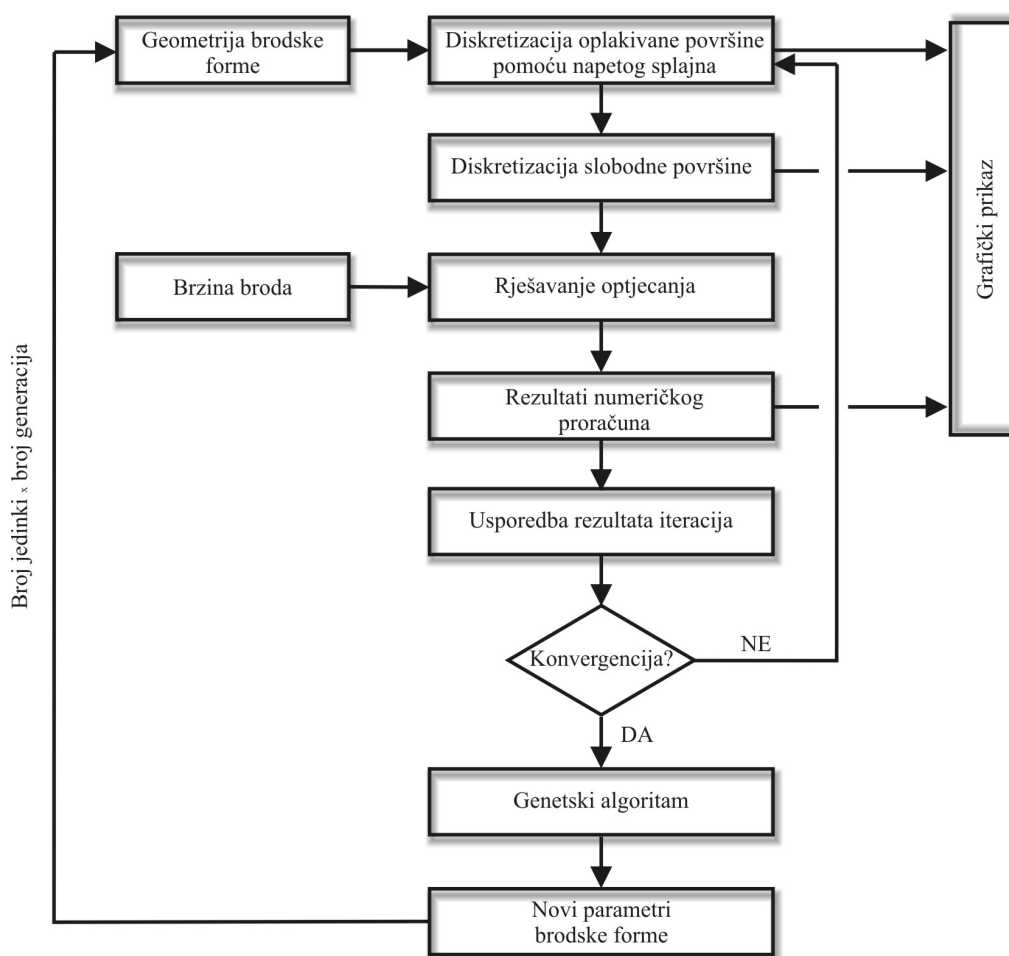 Geometrija brodske
forme
Diskretizacija oplakivane površine
pomoću napetog splajna
Diskretizacija slobodne površine
Grafički prikaz
Brzina broda
Rješavanje optjecanja
Rezultati numeričkog
proračuna
Broj jedinki x broj generacija
Usporedba rezultata iteracija
Konvergencija?
NE
DA
Genetski algoritam
Novi parametri
brodske forme